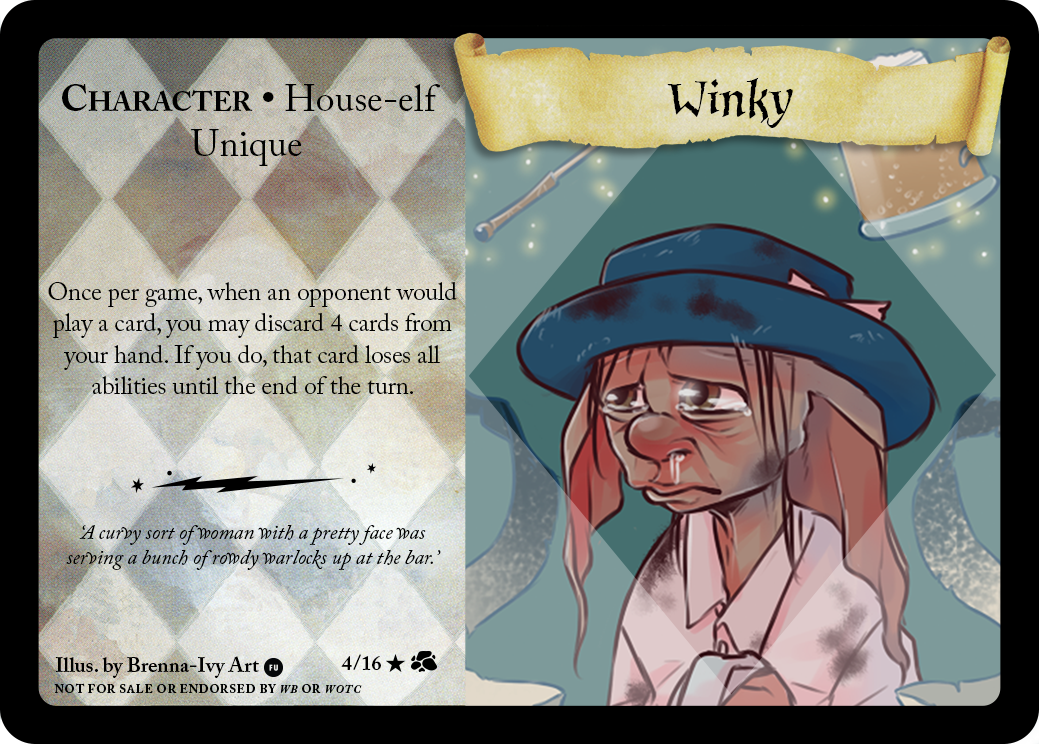 CHARACTER • House-elf
Unique
Winky
Once per game, when an opponent would
play a card, you may discard 4 cards from
your hand. If you do, that card loses all
abilities until the end of the turn.
‘A curvy sort of woman with a pretty face was
serving a bunch of rowdy warlocks up at the bar.’
Illus. by Brenna-Ivy Art FU 4/16 ★
NOT FOR SALE OR ENDORSED BY WB OR WOTC